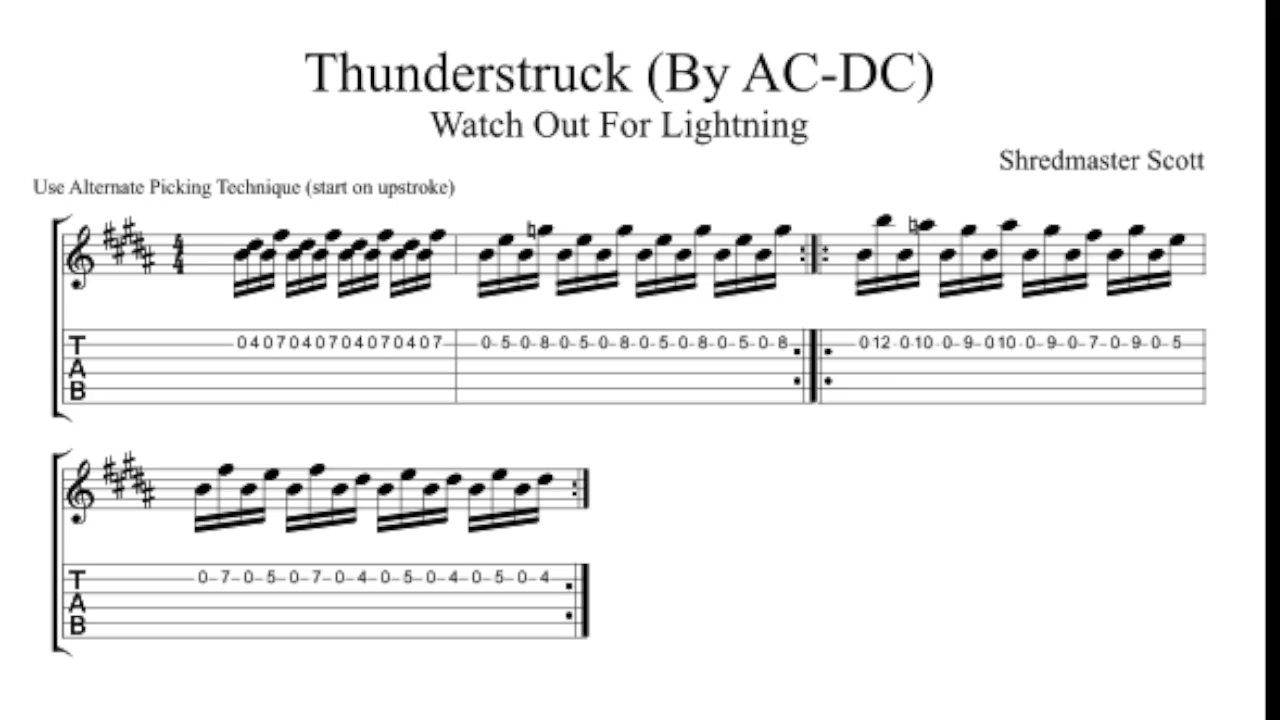 Thunderstruck (By AC-DC)
Watch Out For Lightning
Shredmaster Scott
Use Alternate Picking Technique (start on upstroke)
4
4
T 0 4 0 7 0 4 0 7 0 4 0 7 0 4 0 7 0 5 0 8 0 5 0 8 0 5 0 8 0 5 0 8 0 12 0 10 0 9 0 10 0 9 0 7 0 9 0 5
A
B
T 0 7 0 5 0 7 0 4 0 5 0 4 0 5 0 4
A
B